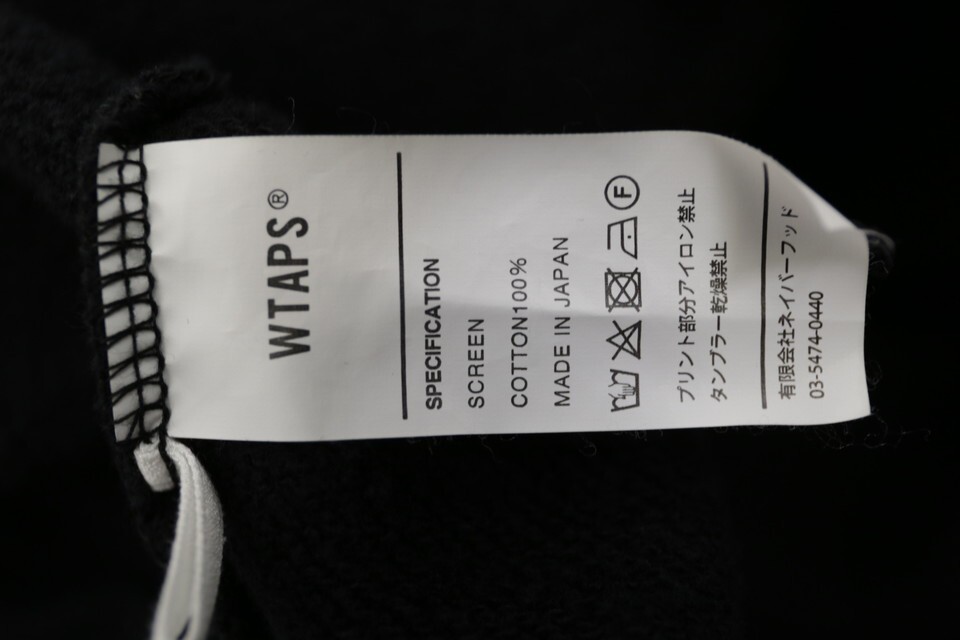 WTAPS®
SPECIFICATION
SCREEN
COTTON100%
MADE IN JAPAN
F
プリント部分アイロン禁止
タンブラー乾燥禁止
有限会社ネイバーフッド
03-5474-0440